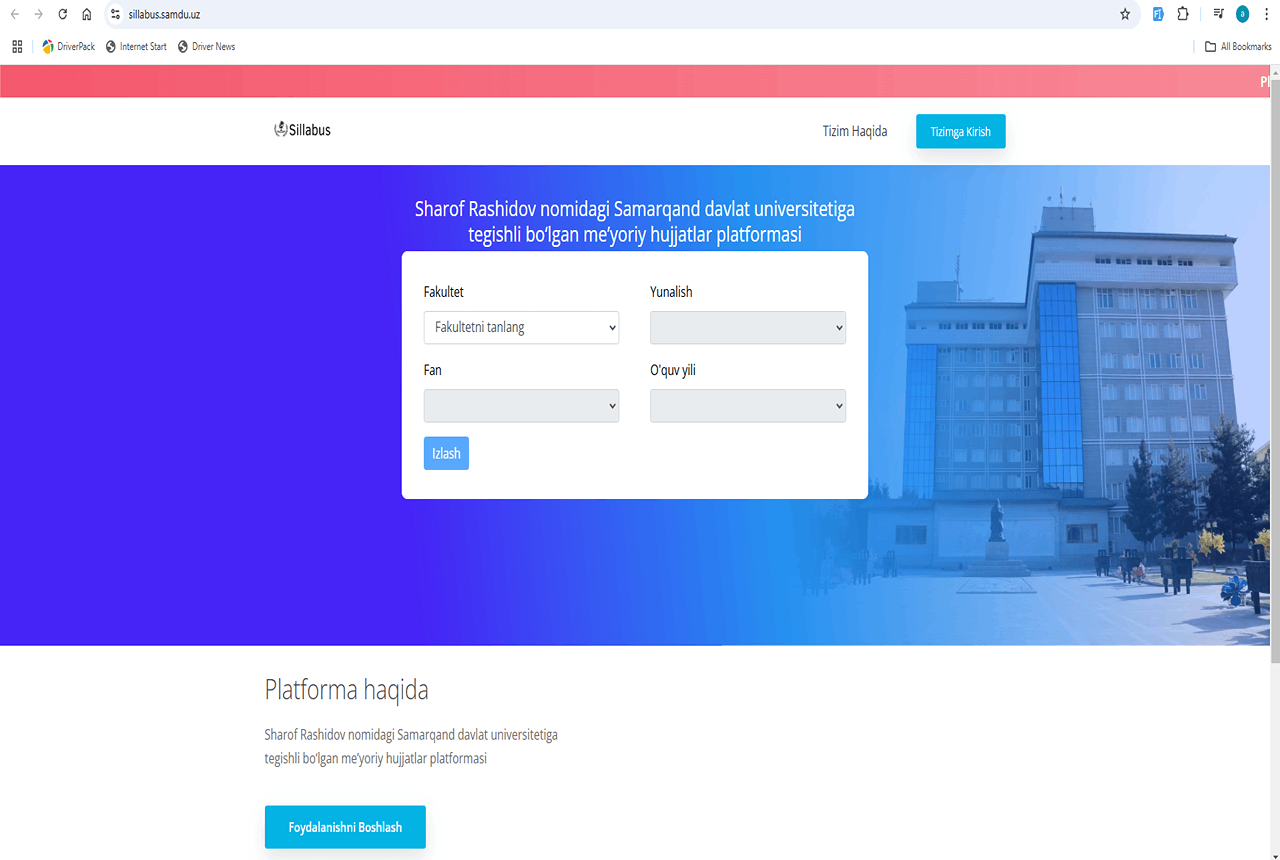 sillabus.samdu.uz
DriverPack Internet Start Driver News All Bookmarks
Sillabus
Tizim Haqida
Tizimga Kirish
Sharof Rashidov nomidagi Samarqand davlat universitetiga
tegishli bo‘lgan me’yoriy hujjatlar platformasi
Fakultet Yunalish
Fakultetni tanlang
Fan O'quv yili
Izlash
Platforma haqida
Sharof Rashidov nomidagi Samarqand davlat universitetiga
tegishli bo‘lgan me’yoriy hujjatlar platformasi
Foydalanishni Boshlash